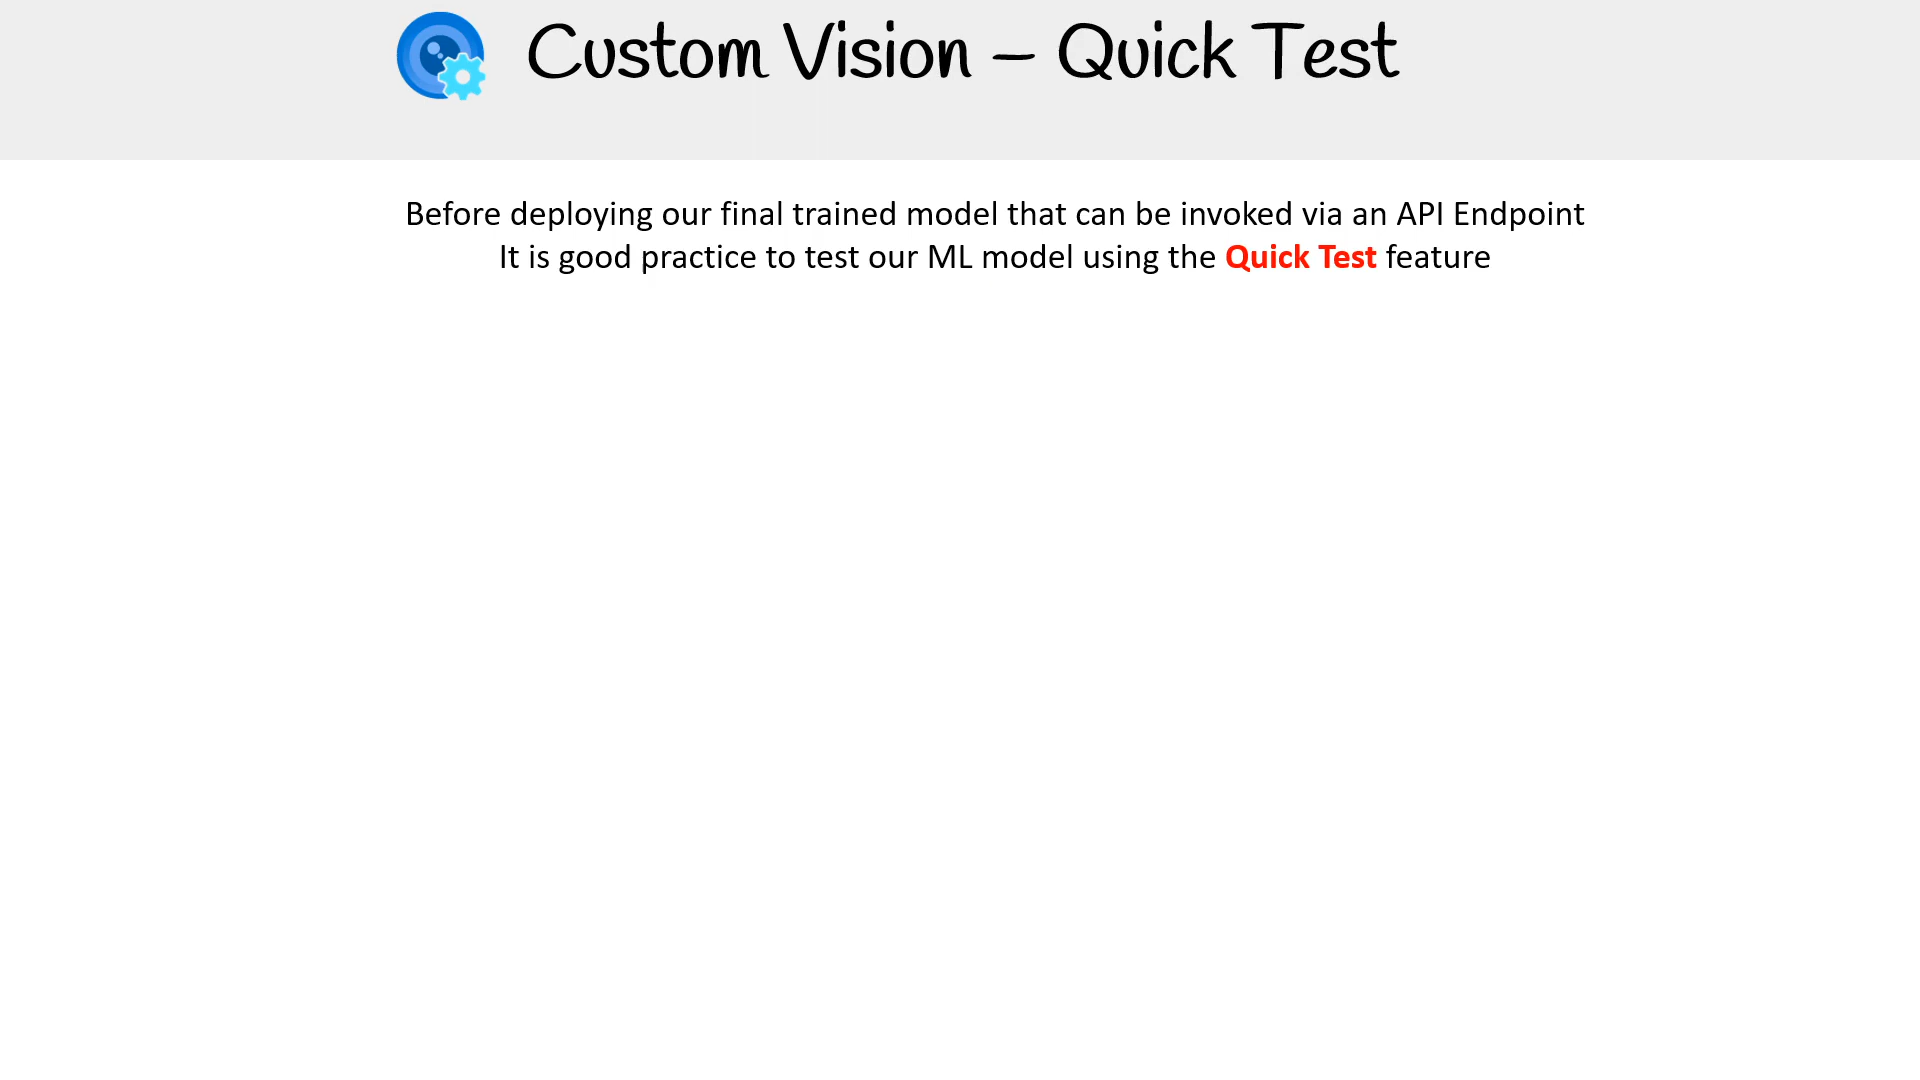 Custom Vision – Quick Test
Before deploying our final trained model that can be invoked via an API Endpoint
It is good practice to test our ML model using the Quick Test feature